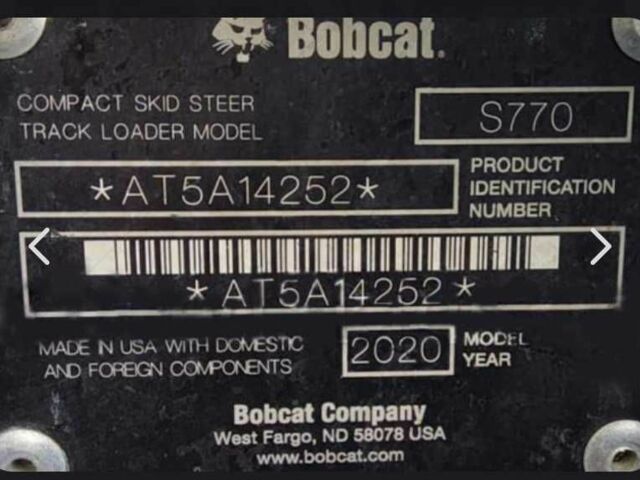 Bobcat.
COMPACT SKID STEER
TRACK LOADER MODEL
S770
*AT5A14252*
PRODUCT
IDENTIFICATION
NUMBER
*AT5A14252*
MADE IN USA WITH DOMESTIC
AND FOREIGN COMPONENTS
2020
MODEL
YEAR
Bobcat Company
West Fargo, ND 58078 USA
www.bobcat.com